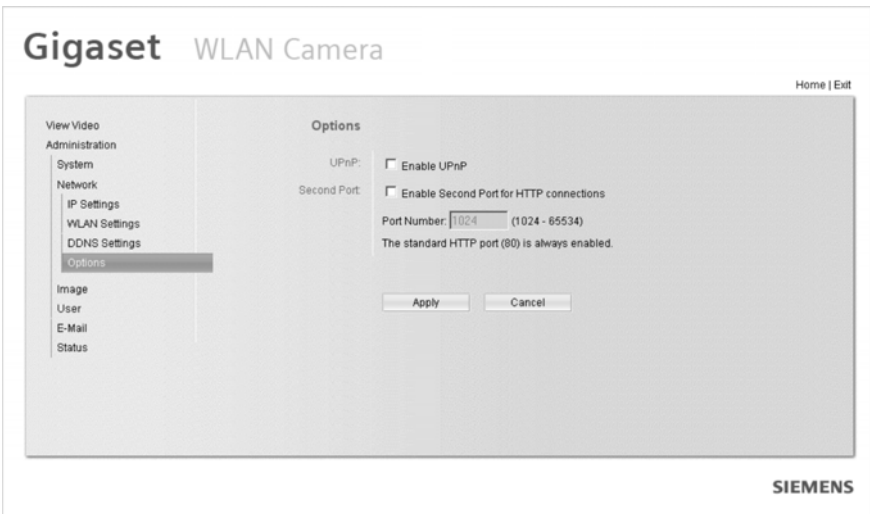 Gigaset WLAN Camera
Home | Exit
View Video
Administration
System
Network
IP Settings
WLAN Settings
DDNS Settings
Options
Image
User
E-Mail
Status
Options
UPnP: Enable UPnP
Second Port: Enable Second Port for HTTP connections
Port Number: 1024 (1024 - 65534)
The standard HTTP port (80) is always enabled.
Apply Cancel
SIEMENS